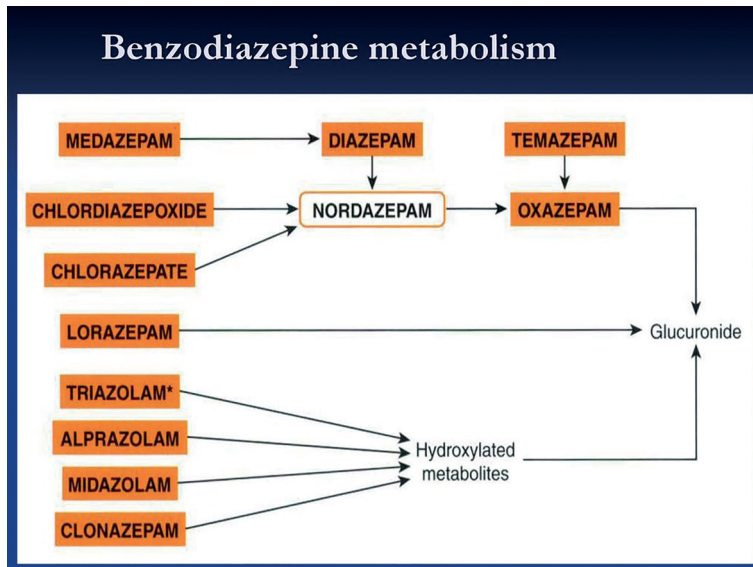 Benzodiazepine metabolism
MEDAZEPAM
DIAZEPAM
TEMAZEPAM
CHLORDIAZEPOXIDE
NORDAZEPAM
OXAZEPAM
CHLORAZEPATE
LORAZEPAM
Glucuronide
TRIAZOLAM*
ALPRAZOLAM
Hydroxylated
metabolites
MIDAZOLAM
CLONAZEPAM